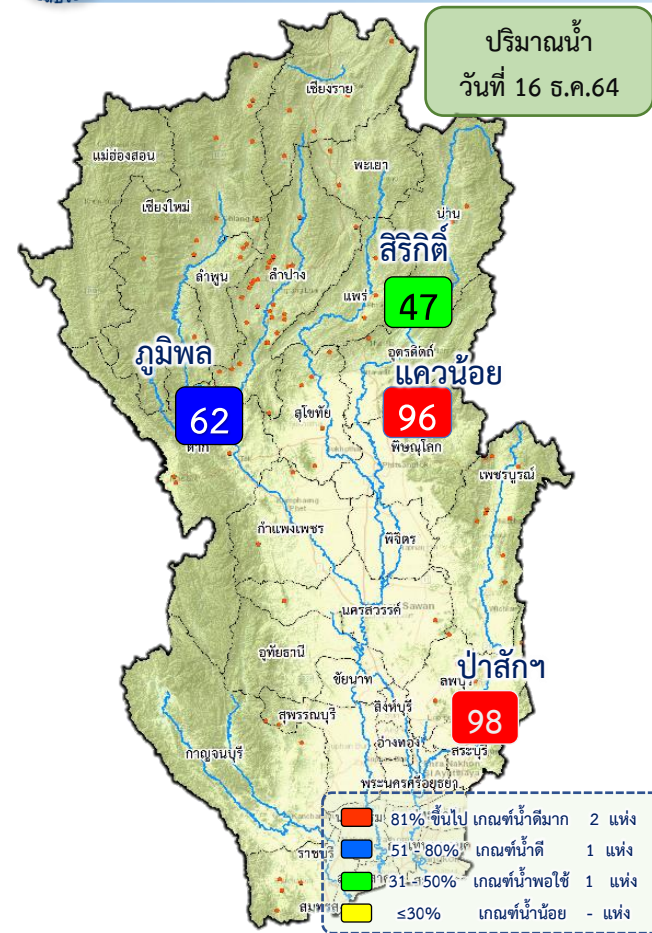 ปริมาณน้ำ
วันที่ 16 ธ.ค.64
เชียงราย
แม่ฮ่องสอน
พะเยา
เชียงใหม่
น่าน
สิริกิติ์
ลำพูน
ลำปาง
แพร่
47
อุตรดิตถ์
ภูมิพล
แควน้อย
62
96
สุโขทัย
ตาก
พิษณุโลก
เพชรบูรณ์
กำแพงเพชร
พิจิตร
นครสวรรค์
Sawan
อุทัยธานี
ชัยนาท
ป่าสักฯ
ลพบุรี
สิงห์บุรี
สุพรรณบุรี
98
อ่างทอง
สระบุรี
กาญจนบุรี
พระนครศรีอยุธยา
81% ขึ้นไป เกณฑ์น้ำดีมาก 2 แห่ง
51 - 80% เกณฑ์น้ำดี 1 แห่ง
ราชบุรี
31 - 50% เกณฑ์น้ำพอใช้ 1 แห่ง
≤30% เกณฑ์น้ำน้อย - แห่ง